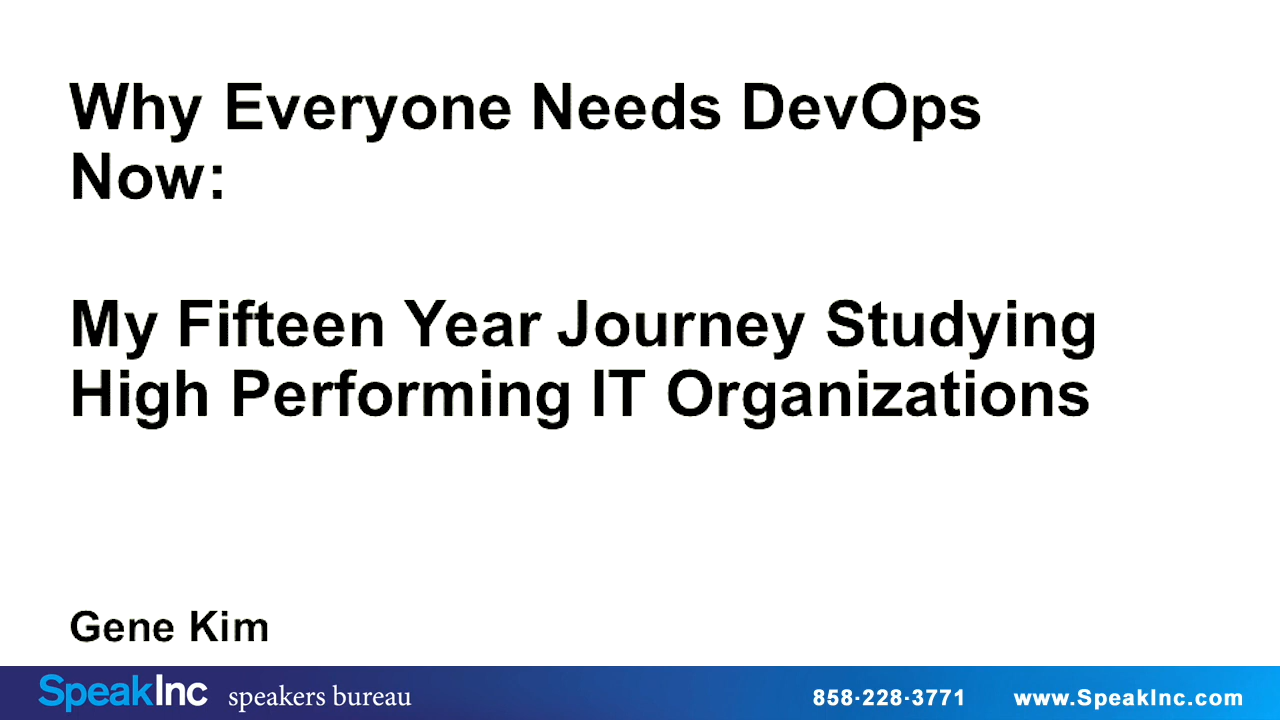 Why Everyone Needs DevOps
Now:
My Fifteen Year Journey Studying
High Performing IT Organizations
Gene Kim
SpeakInc speakers bureau 858·228·3771 www.SpeakInc.com